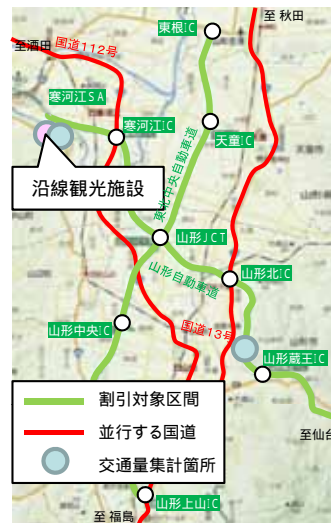 至 秋田
東根IC
至酒田
国道112号
寒河江SA
寒河江IC
天童IC
沿線観光施設
東北中央自動車道
山形JCT
山形自動車道
山形北IC
山形中央IC
国道13号
山形蔵王IC
割引対象区間
並行する国道
交通量集計箇所
至仙台
山形上山IC
至 福島